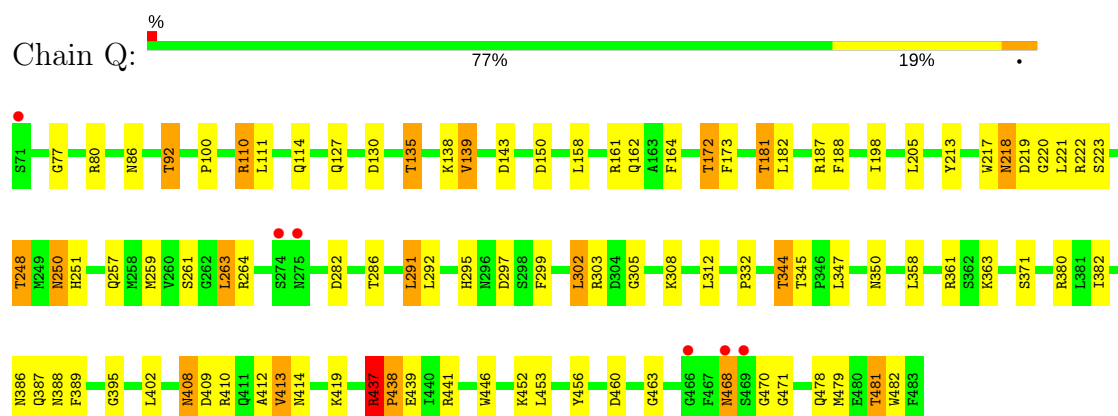 %
Chain Q:
77% 19% •
S71 G77 R80 N86 T92 P100 R110 L111 Q114 Q127 D130 T135 K138 V139 D143 D150 L158 R161 Q162 A163 F164 T172 F173 T181 L182 R187 F188 I198 L205 Y213 W217 N218 D219 G220 L221 R222 S223
T248 M249 N250 H251 Q257 M258 M259 V260 S261 G262 L263 R264 S274 N275 D282 T286 L291 L292 H295 N296 D297 S298 F299 L302 R303 D304 G305 K308 L312 P332 T344 T345 P346 L347 N350 L358 R361 S362 K363 S371 R380 L381 I382
N386 Q387 N388 F389 G395 L402 N408 D409 R410 Q411 A412 V413 N414 K419 R437 P438 E439 I440 R441 W446 K452 L453 Y456 D460 G463 G466 F467 N468 S469 G470 G471 Q478 M479 E480 T481 W482 F483